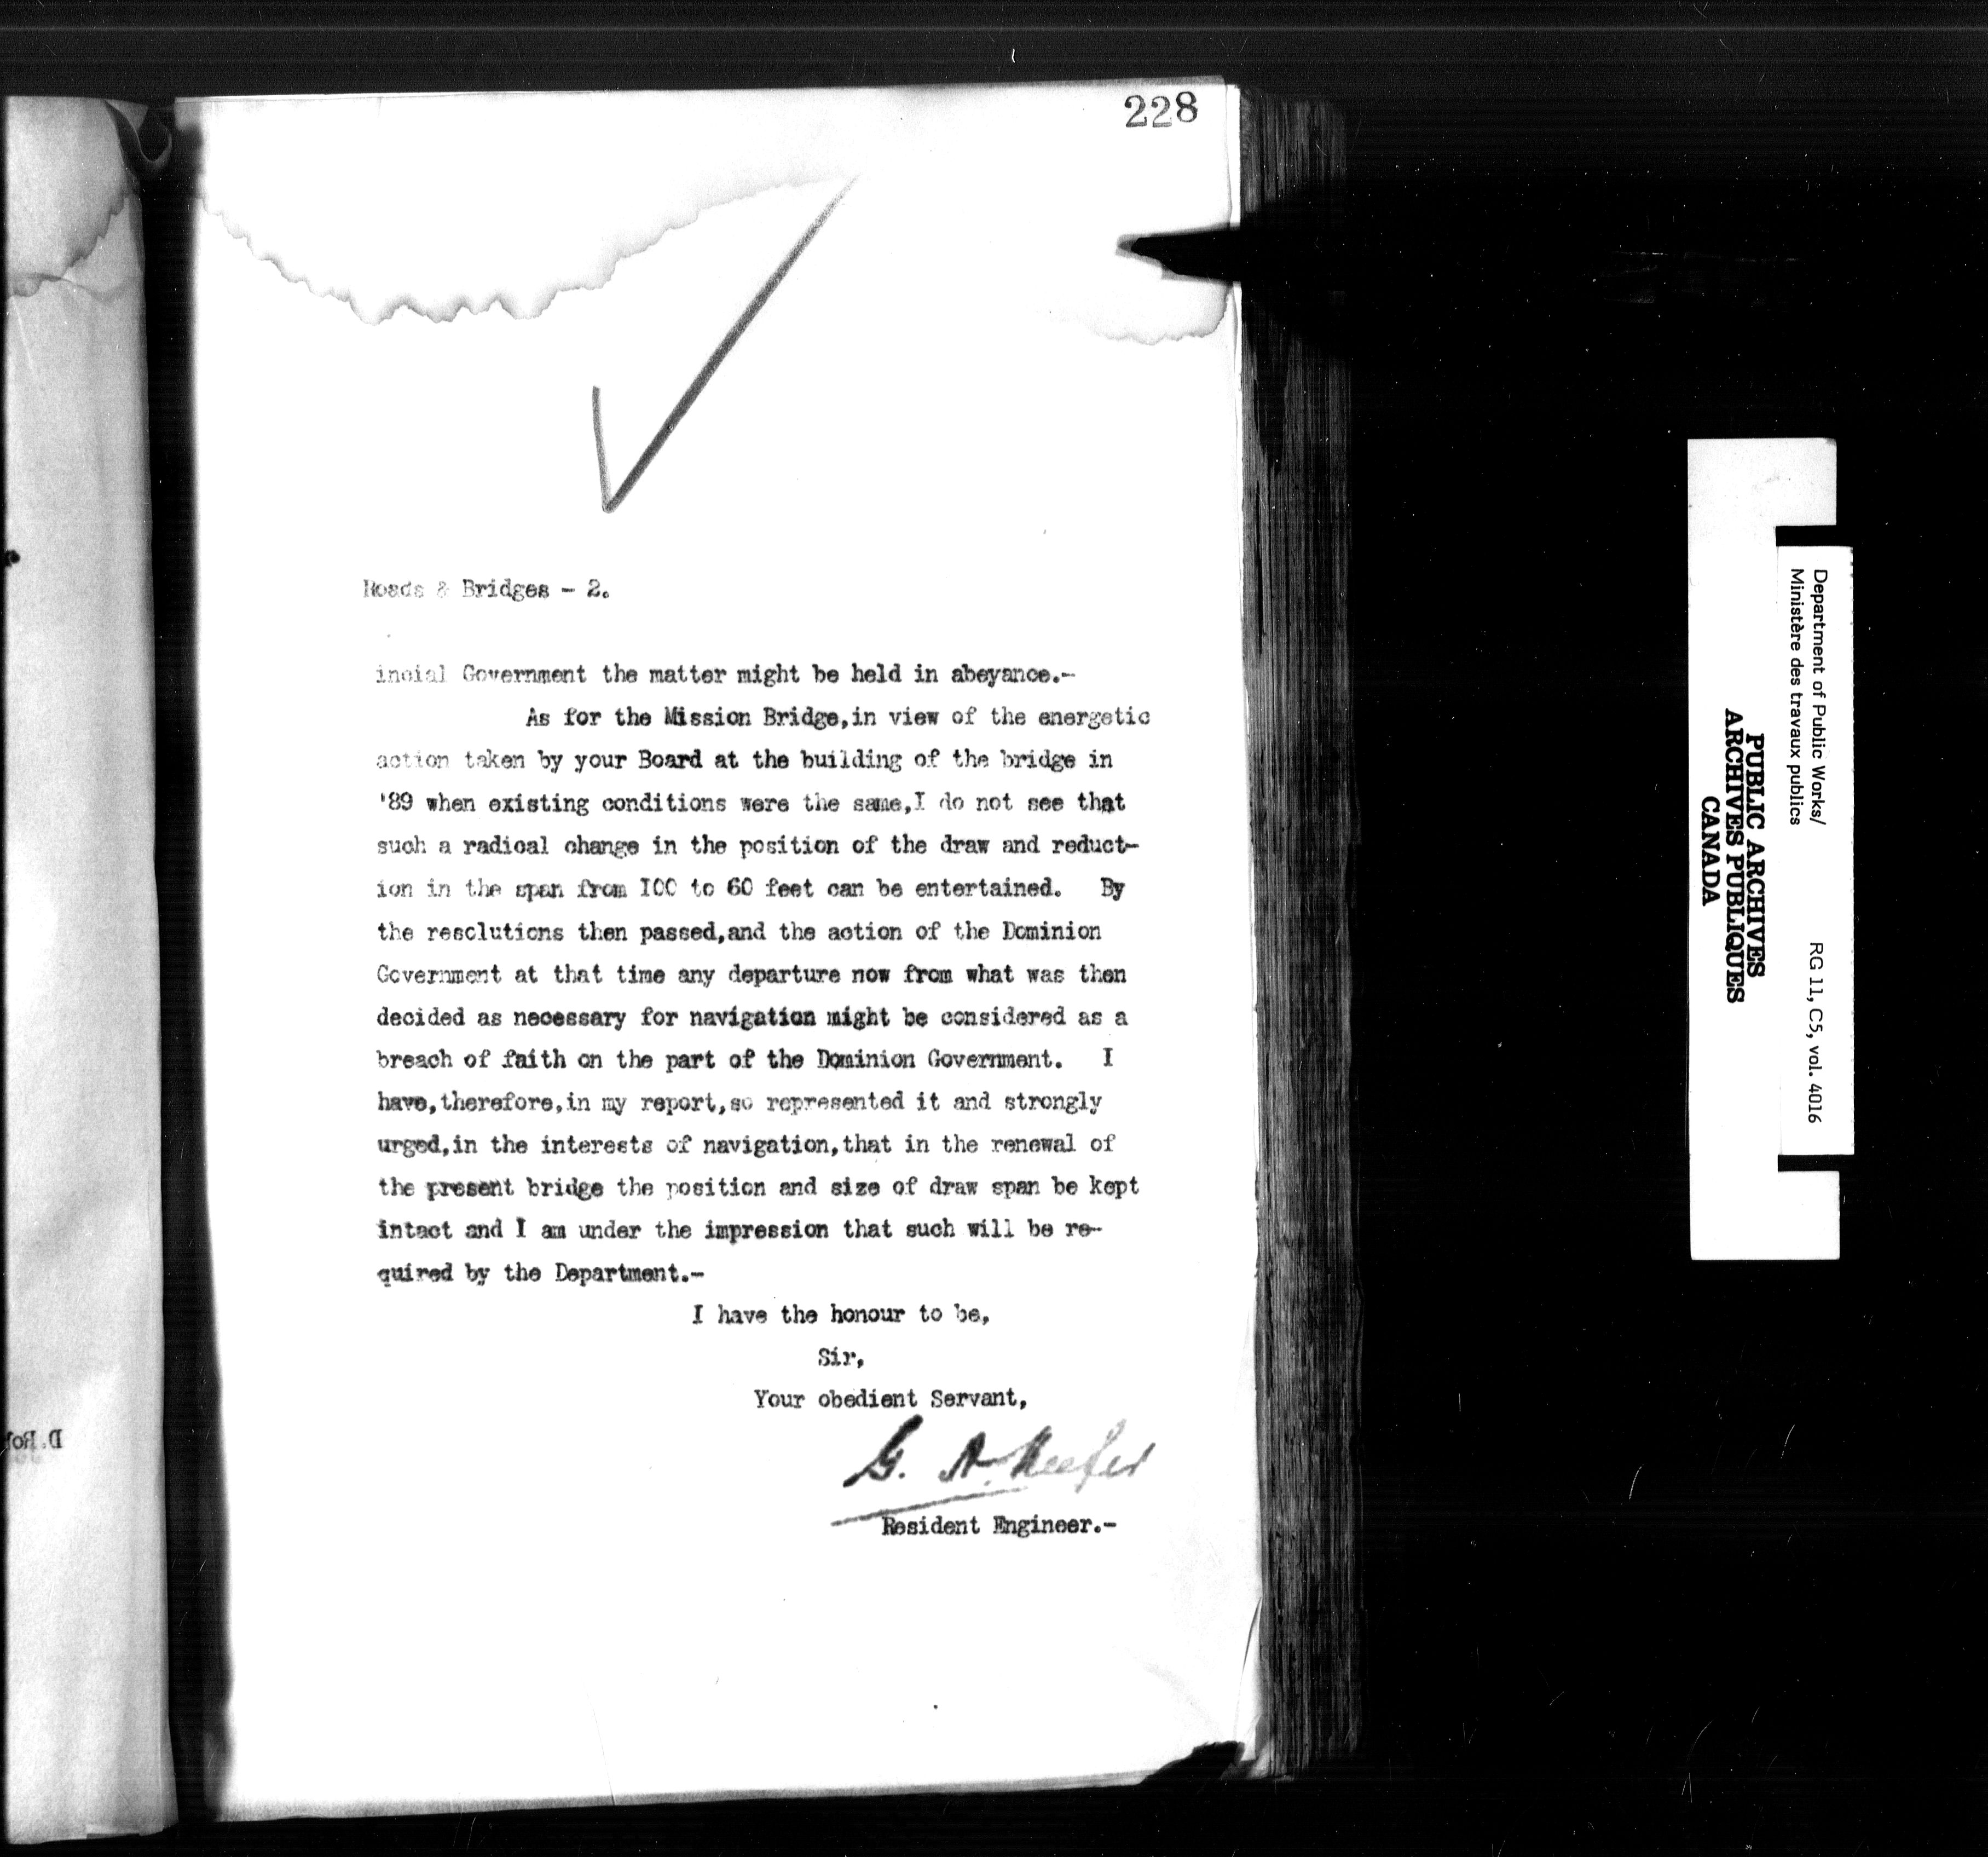 228
Roads & Bridges - 2.
incial Government the matter might be held in abeyance.-
As for the Mission Bridge,in view of the energetic
action taken by your Board at the building of the bridge in
'89 when existing conditions were the same,I do not see that
such a radical change in the position of the draw and reduct-
ion in the span from I00 to 60 feet can be entertained. By
the resolutions then passed,and the action of the Dominion
Government at that time any departure now from what was then
decided as necessary for navigation might be considered as a
breach of faith on the part of the Dominion Government. I
have,therefore,in my report,so represented it and strongly
urged,in the interests of navigation,that in the renewal of
the present bridge the position and size of draw span be kept
intact and I am under the impression that such will be re-
quired by the Department.-
I have the honour to be,
Sir,
Your obedient Servant,
G. A. Keefer
Resident Engineer.-
Department of Public Works/
Ministère des travaux publics
RG 11, C5, vol. 4016
PUBLIC ARCHIVES
ARCHIVES PUBLIQUES
CANADA